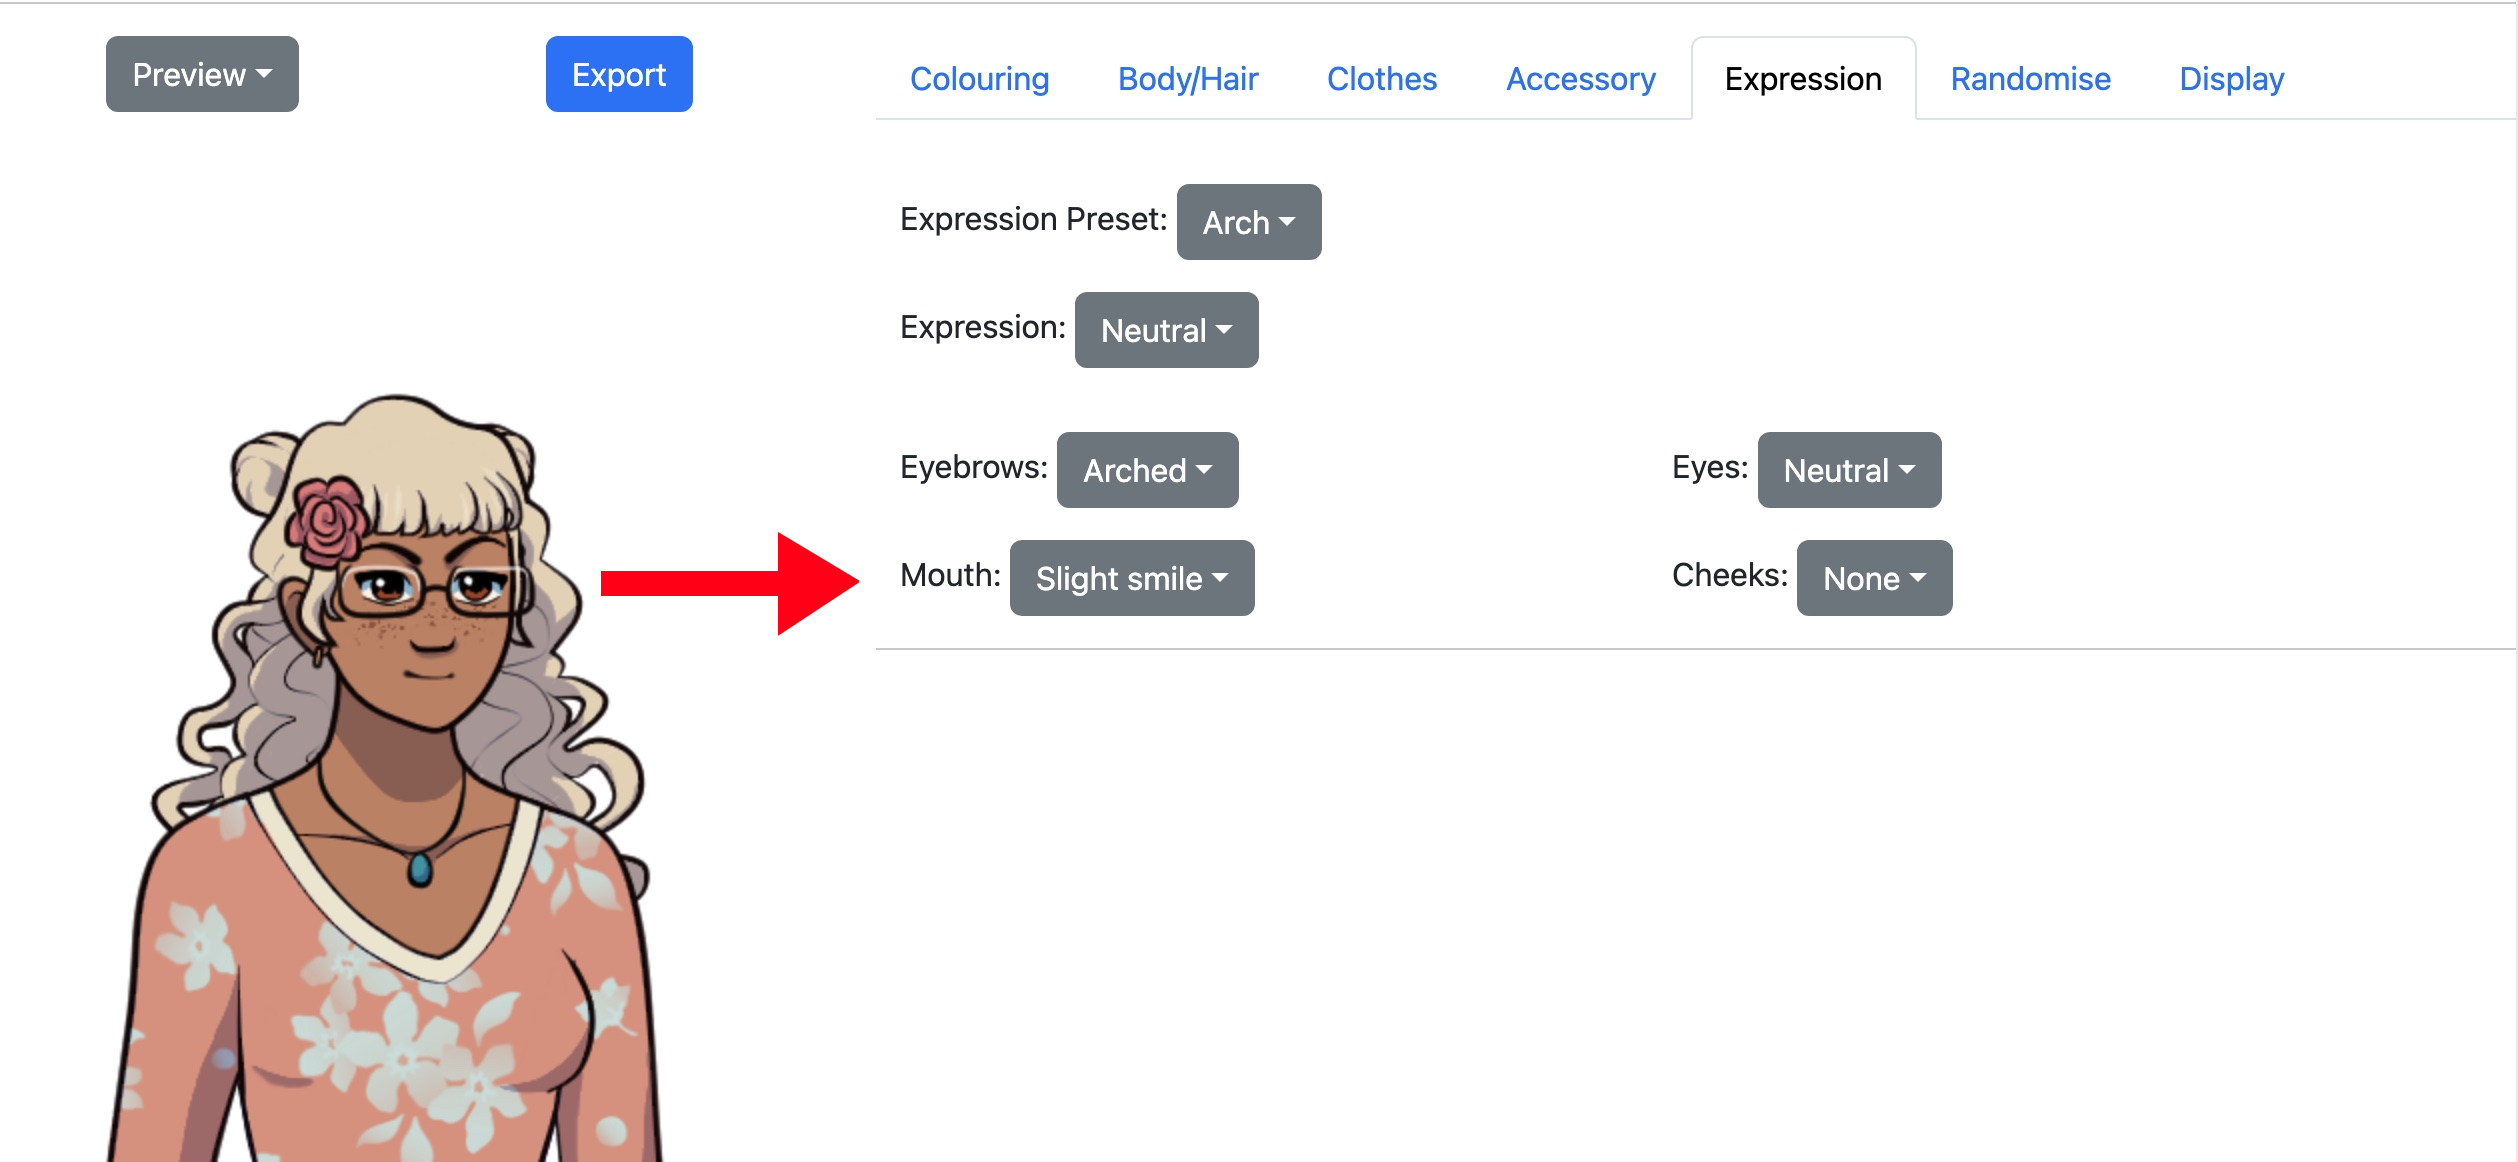 Preview Export Colouring Body/Hair Clothes Accessory Expression Randomise Display
Expression Preset: Arch
Expression: Neutral
Eyebrows: Arched Eyes: Neutral
Mouth: Slight smile Cheeks: None